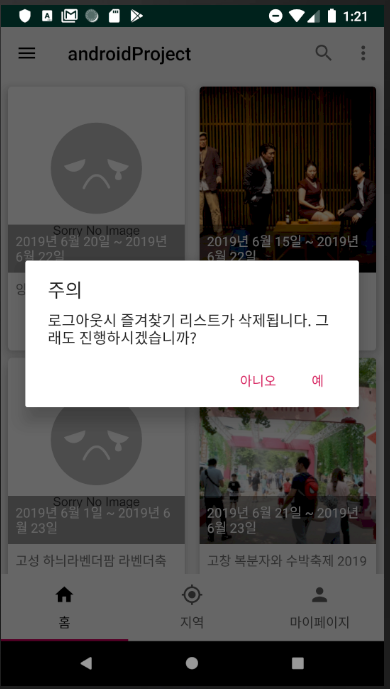 1:21
androidProject
Sorry No Image
2019년 6월 20일 ~ 2019년
6월 22일
2019년 6월 15일 ~ 2019년
6월 22일
주의
로그아웃시 즐겨찾기 리스트가 삭제됩니다. 그
래도 진행하시겠습니까?
아니오
예
Sorry No Image
2019년 6월 1일 ~ 2019년 6
월 23일
2019년 6월 21일 ~ 2019년
6월 23일
고성 하늬라벤더팜 라벤더축
고창 복분자와 수박축제 2019
홈
지역
마이페이지